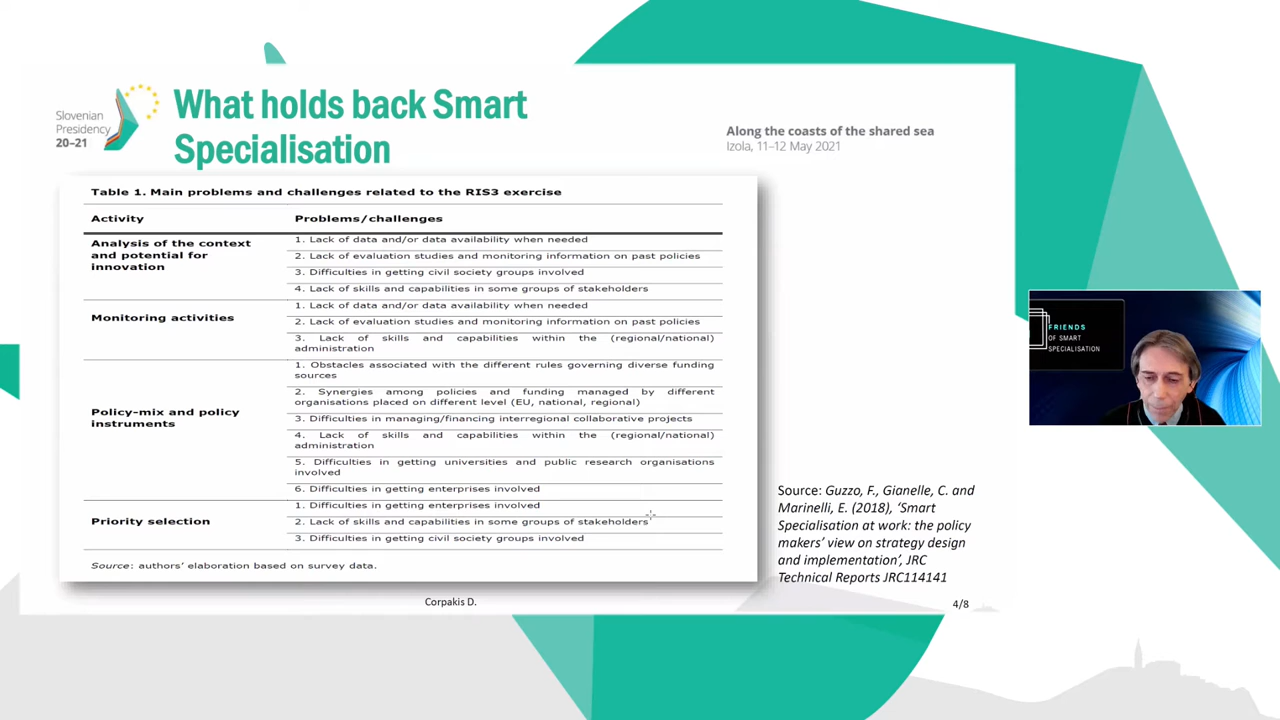 Slovenian
Presidency
20–21
What holds back Smart
Specialisation
Along the coasts of the shared sea
Izola, 11–12 May 2021
Table 1. Main problems and challenges related to the RIS3 exercise
Activity
Problems/challenges
Analysis of the context
and potential for
innovation
1. Lack of data and/or data availability when needed
2. Lack of evaluation studies and monitoring information on past policies
3. Difficulties in getting civil society groups involved
4. Lack of skills and capabilities in some groups of stakeholders
Monitoring activities
1. Lack of data and/or data availability when needed
2. Lack of evaluation studies and monitoring information on past policies
3. Lack of skills and capabilities within the (regional/national)
administration
Policy-mix and policy
instruments
1. Obstacles associated with the different rules governing diverse funding
sources
2. Synergies among policies and funding managed by different
organisations placed on different level (EU, national, regional)
3. Difficulties in managing/financing interregional collaborative projects
4. Lack of skills and capabilities within the (regional/national)
administration
5. Difficulties in getting universities and public research organisations
involved
6. Difficulties in getting enterprises involved
Priority selection
1. Difficulties in getting enterprises involved
2. Lack of skills and capabilities in some groups of stakeholders
3. Difficulties in getting civil society groups involved
Source: authors' elaboration based on survey data.
Source: Guzzo, F., Gianelle, C. and
Marinelli, E. (2018), ‘Smart
Specialisation at work: the policy
makers’ view on strategy design
and implementation’, JRC
Technical Reports JRC114141
Corpakis D.
4/8
FRIENDS
OF SMART
SPECIALISATION